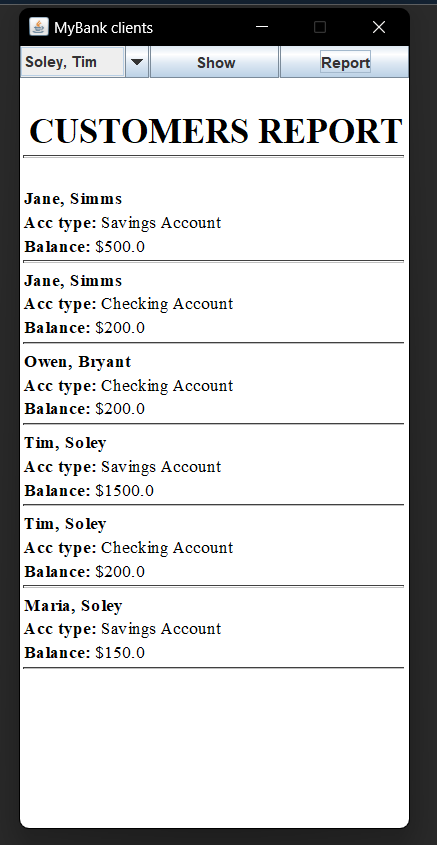 MyBank clients
Soley, Tim Show Report
CUSTOMERS REPORT
Jane, Simms
Acc type: Savings Account
Balance: $500.0
Jane, Simms
Acc type: Checking Account
Balance: $200.0
Owen, Bryant
Acc type: Checking Account
Balance: $200.0
Tim, Soley
Acc type: Savings Account
Balance: $1500.0
Tim, Soley
Acc type: Checking Account
Balance: $200.0
Maria, Soley
Acc type: Savings Account
Balance: $150.0